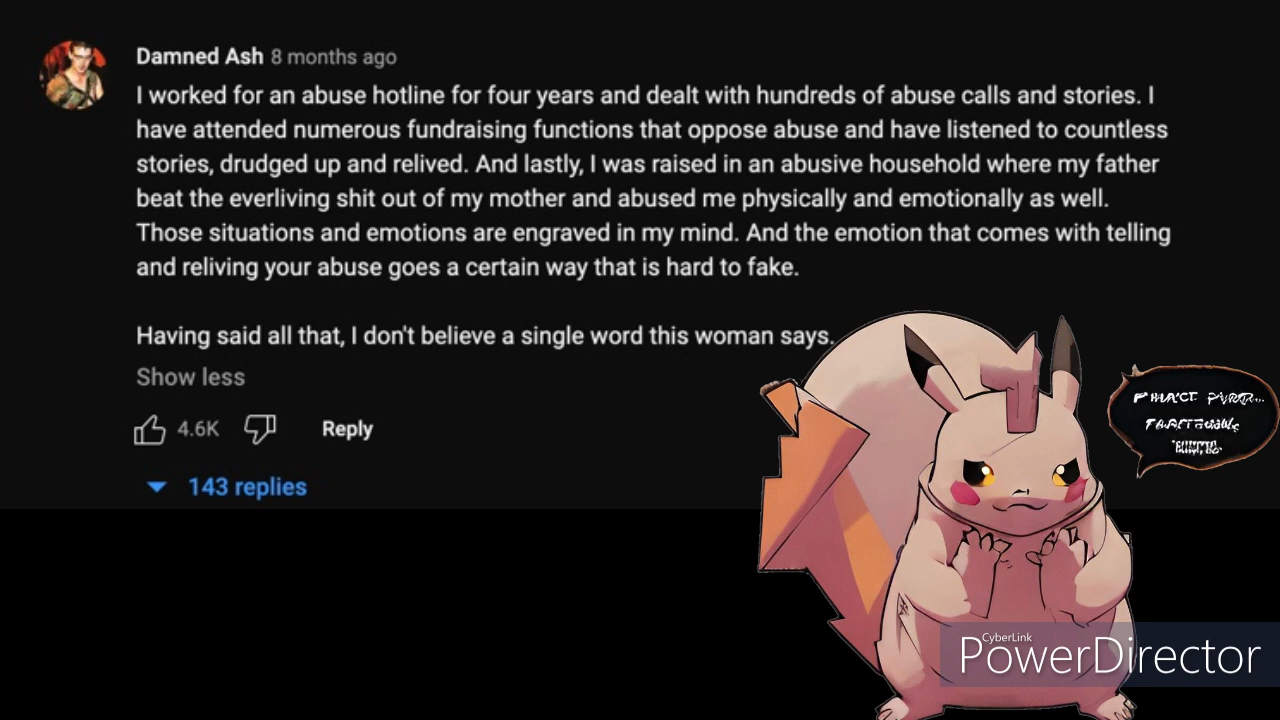 Damned Ash 8 months ago
I worked for an abuse hotline for four years and dealt with hundreds of abuse calls and stories. I
have attended numerous fundraising functions that oppose abuse and have listened to countless
stories, drudged up and relived. And lastly, I was raised in an abusive household where my father
beat the everliving shit out of my mother and abused me physically and emotionally as well.
Those situations and emotions are engraved in my mind. And the emotion that comes with telling
and reliving your abuse goes a certain way that is hard to fake.
Having said all that, I don't believe a single word this woman says.
Show less
4.6K Reply
143 replies
CyberLink
PowerDirector